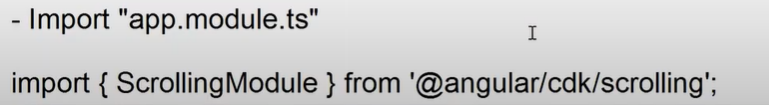 - Import "app.module.ts"
import { ScrollingModule } from '@angular/cdk/scrolling';